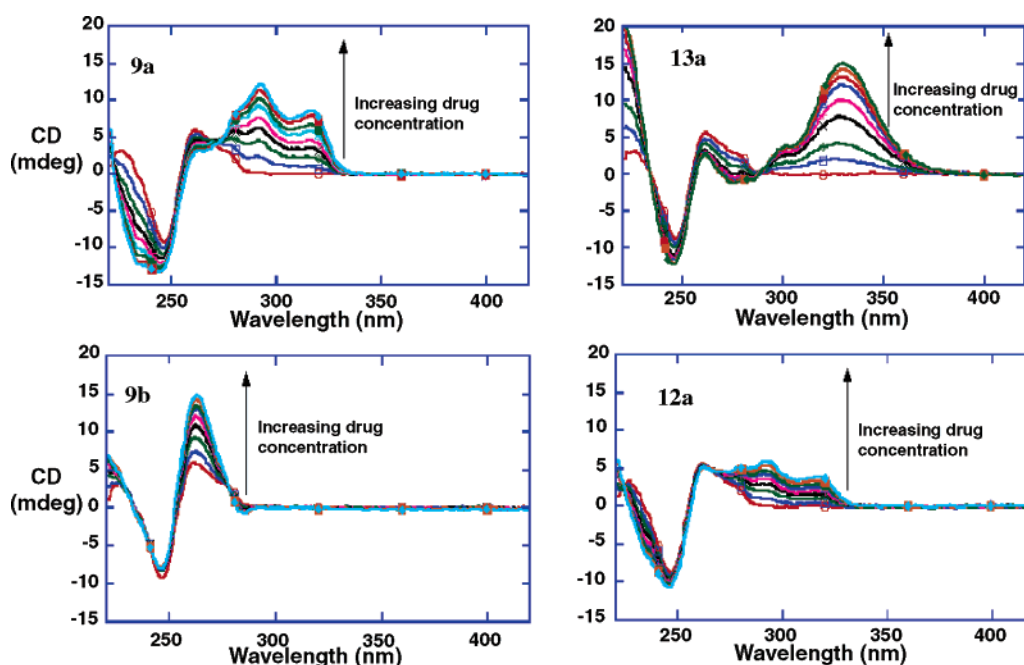 20
15
10
5
0
-5
-10
-15
CD
(mdeg)
9a
Increasing drug
concentration
250
300
350
400
Wavelength (nm)
20
15
10
5
0
-5
-10
-15
13a
Increasing drug
concentration
250
300
350
400
Wavelength (nm)
20
15
10
5
0
-5
-10
-15
CD
(mdeg)
9b
Increasing drug
concentration
250
300
350
400
Wavelength (nm)
20
15
10
5
0
-5
-10
-15
12a
Increasing drug
concentration
250
300
350
400
Wavelength (nm)